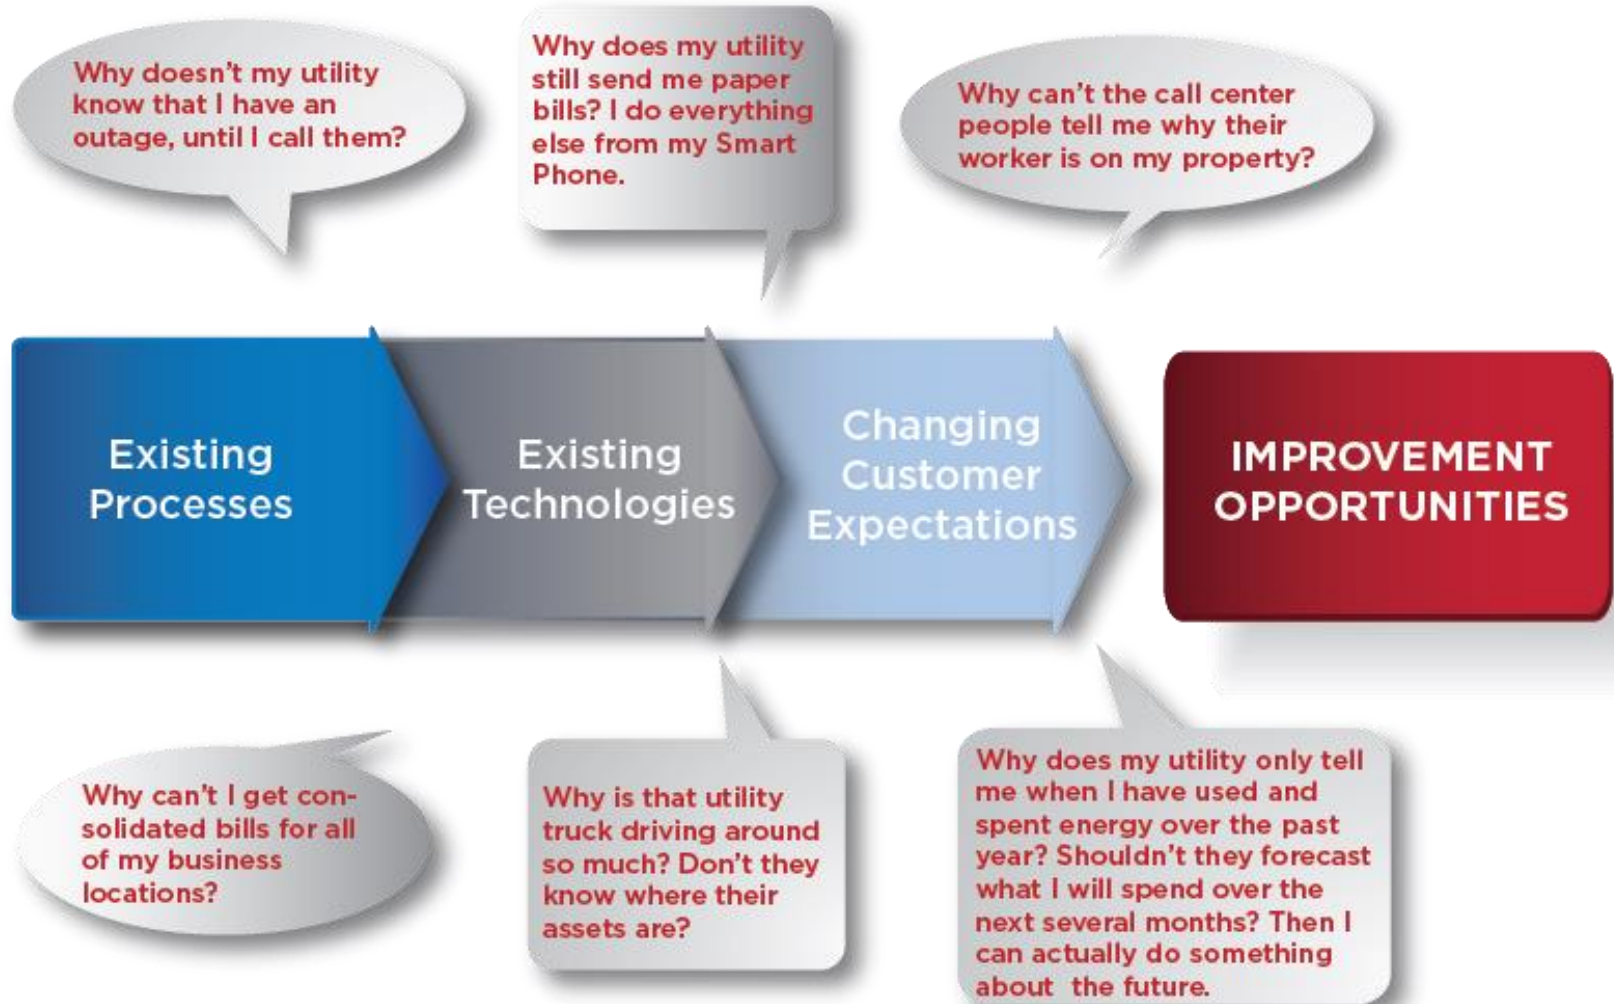 Why doesn't my utility
know that I have an
outage, until I call them?
Why does my utility
still send me paper
bills? I do everything
else from my Smart
Phone.
Why can't the call center
people tell me why their
worker is on my property?
Existing
Processes
Existing
Technologies
Changing
Customer
Expectations
IMPROVEMENT
OPPORTUNITIES
Why can't I get con-
solidated bills for all
of my business
locations?
Why is that utility
truck driving around
so much? Don't they
know where their
assets are?
Why does my utility only tell
me when I have used and
spent energy over the past
year? Shouldn't they forecast
what I will spend over the
next several months? Then I
can actually do something
about the future.